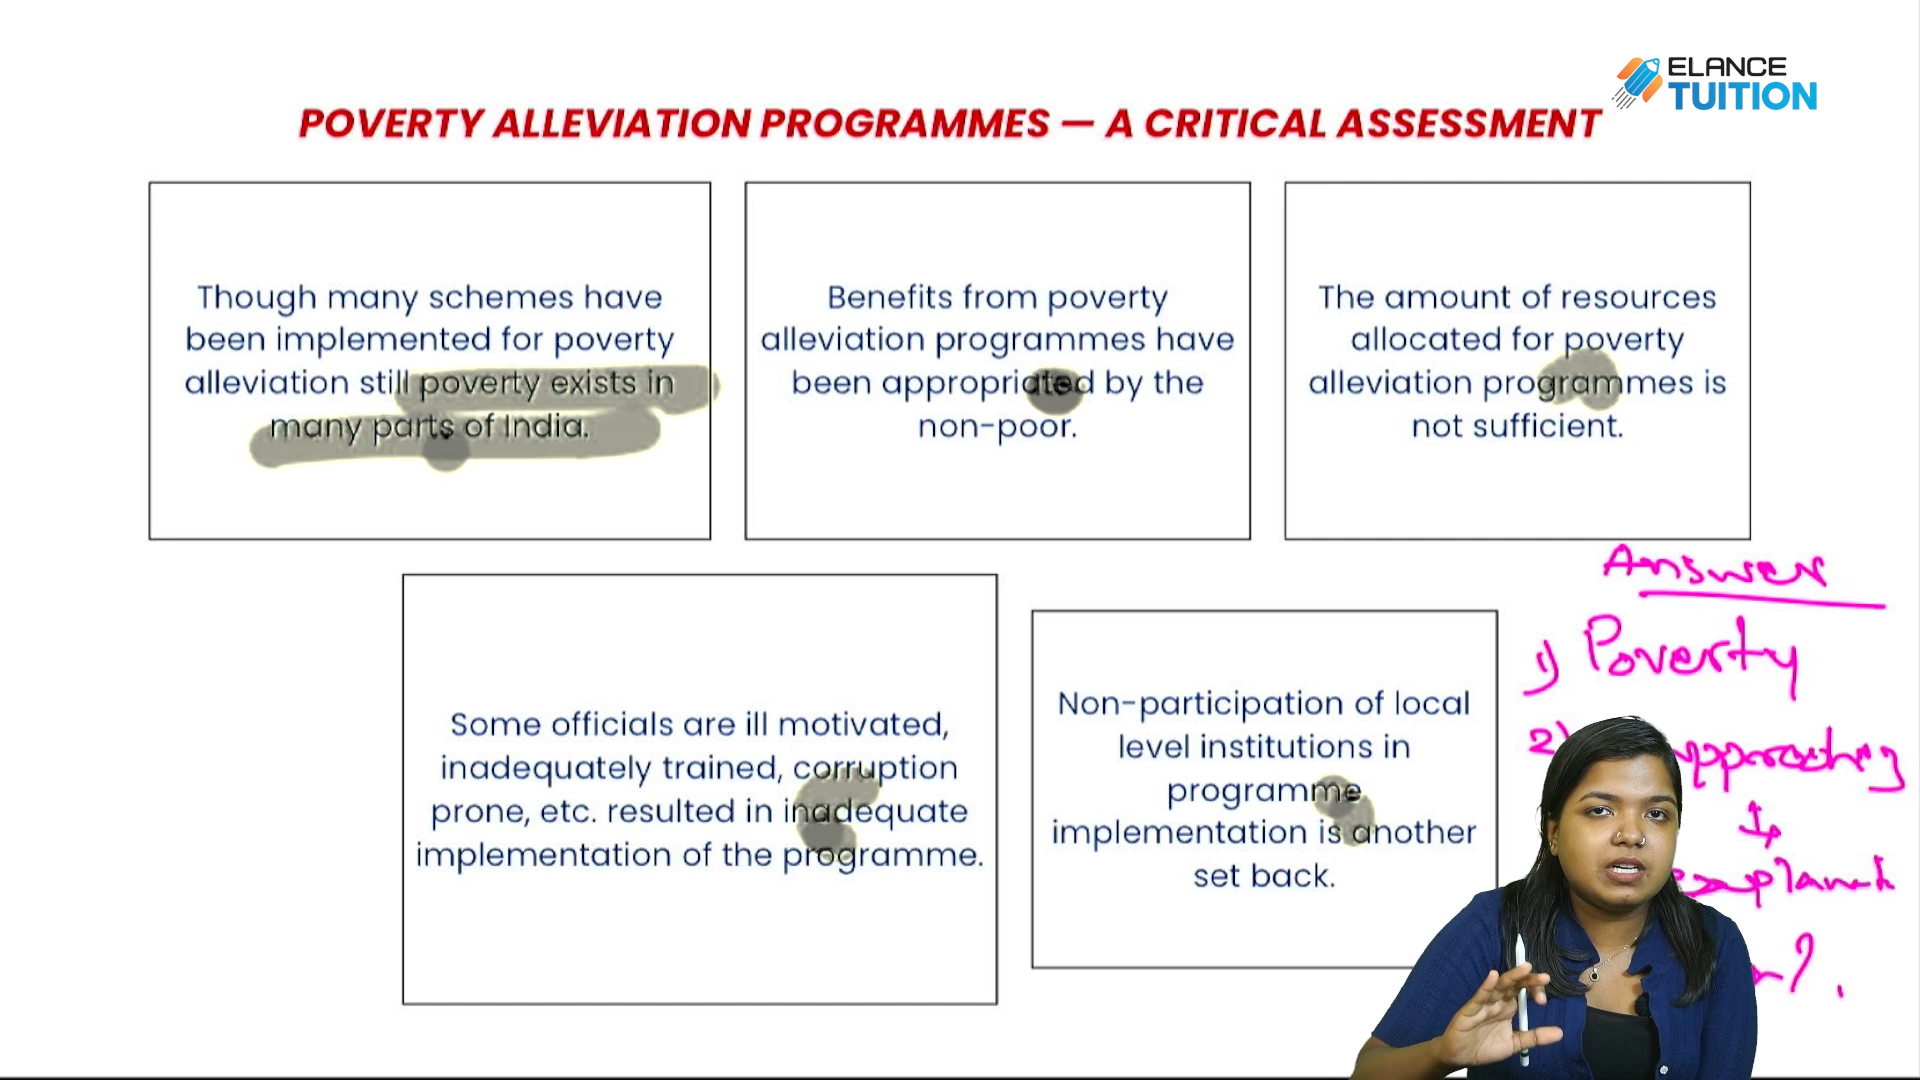 ELANCE
TUITION
POVERTY ALLEVIATION PROGRAMMES — A CRITICAL ASSESSMENT
Though many schemes have
been implemented for poverty
alleviation still poverty exists in
many parts of India.
Benefits from poverty
alleviation programmes have
been appropriated by the
non-poor.
The amount of resources
allocated for poverty
alleviation programmes is
not sufficient.
Some officials are ill motivated,
inadequately trained, corruption
prone, etc. resulted in inadequate
implementation of the programme.
Non-participation of local
level institutions in
programme
implementation is another
set back.
Answer
1) Poverty
2)